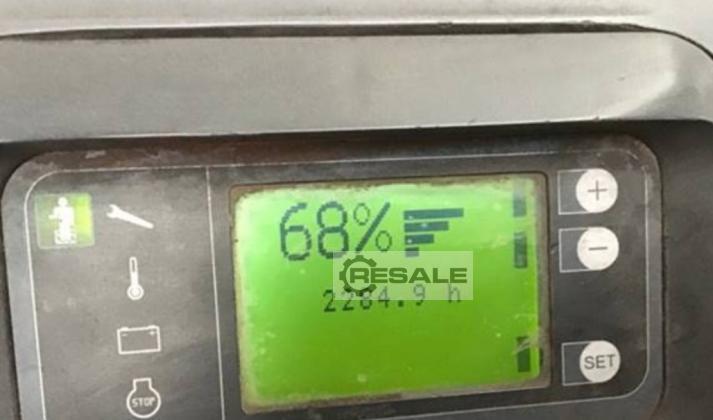 68%
RESALE
2284.9 h
+
-
SET
STOP